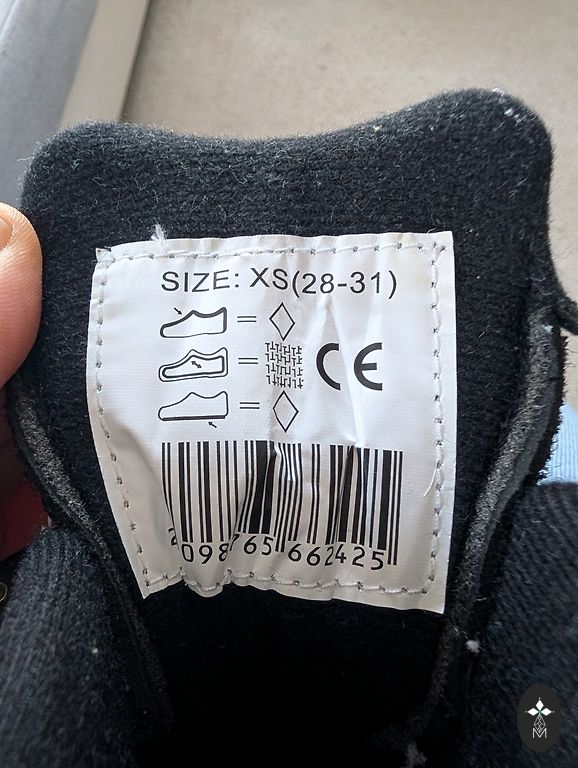 SIZE: XS(28-31)
=
=
CE
=
2098765662425